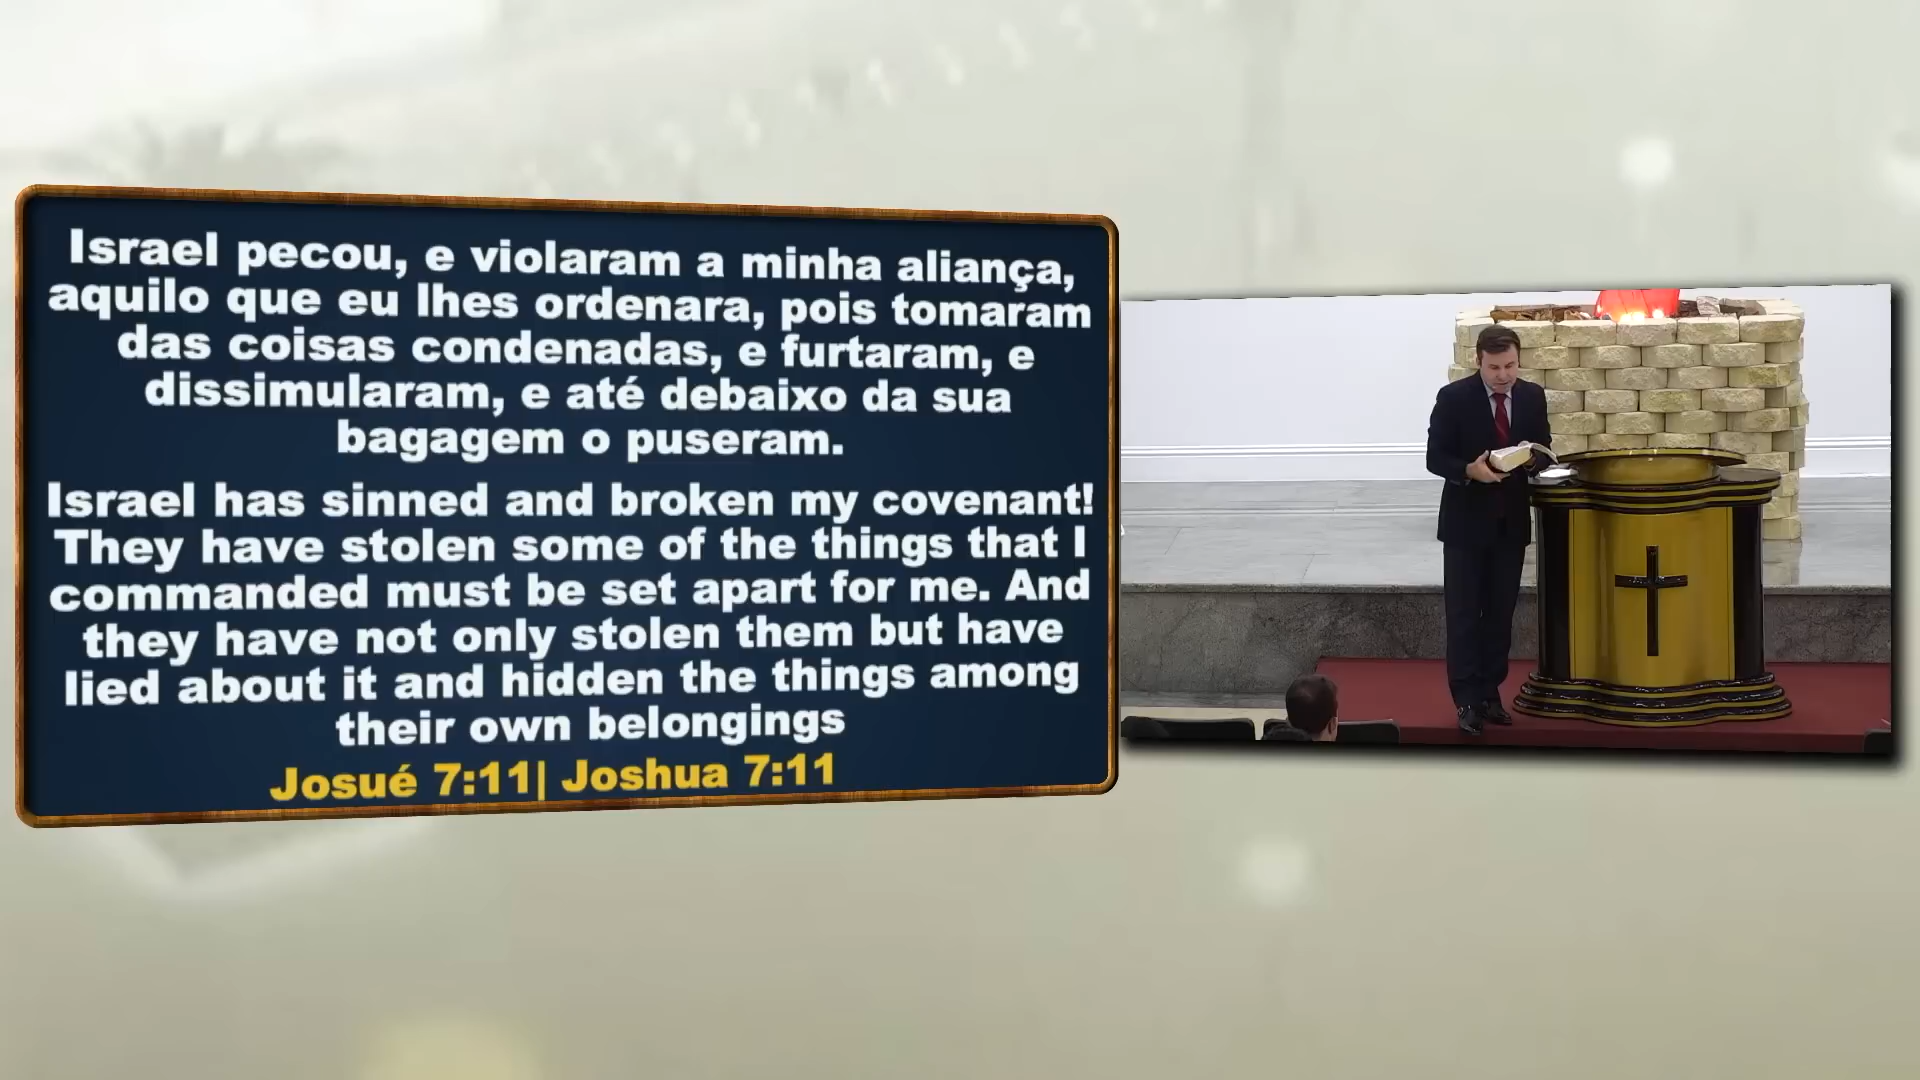 Israel pecou, e violaram a minha aliança,
aquilo que eu lhes ordenara, pois tomaram
das coisas condenadas, e furtaram, e
dissimularam, e até debaixo da sua
bagagem o puseram.
Israel has sinned and broken my covenant!
They have stolen some of the things that I
commanded must be set apart for me. And
they have not only stolen them but have
lied about it and hidden the things among
their own belongings
Josué 7:11| Joshua 7:11